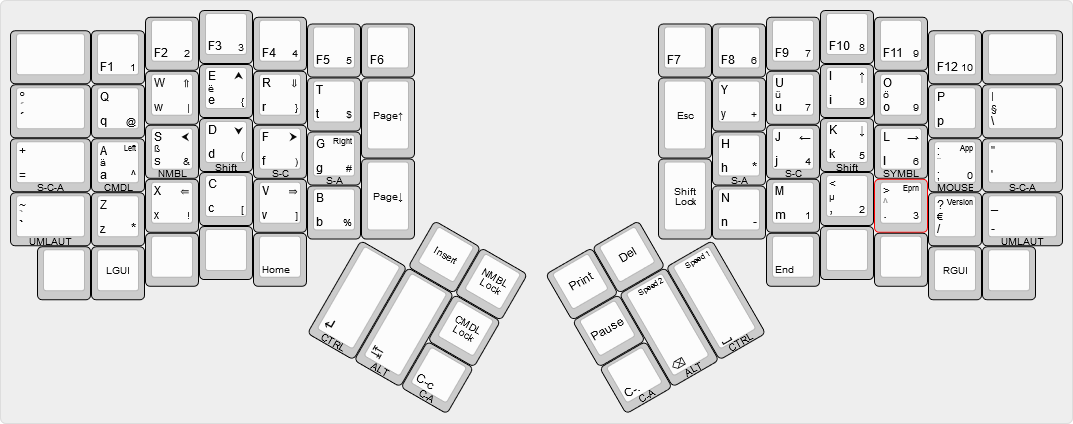 F1 1
F2 2
F3 3
F4 4
F5 5
F6
F7
F8 6
F9 7
F10 8
F11 9
F12 10
°
´
Q
q @
W ⇑
w |
E ⮝
ë
e {
R ⇓
r }
T
t $
Page↑
Esc
Y
y +
U
ü
u 7
I ↑
i 8
O
ö
o 9
P
p
|
§
\
+
=
S-C-A
A Left
ä
a ^
CMDL
S ⮜
ß
s &
NMBL
D ⮟
d (
Shift
F ⮞
f )
S-C
G Right
g #
S-A
H
h *
S-A
J ←
j 4
S-C
K ↓
k 5
Shift
L →
l 6
SYMBL
: App
; 0
MOUSE
"
'
S-C-A
~
`
UMLAUT
Z
z *
X ⇐
x !
C
c [
V ⇒
v ]
B
b %
Page↓
Shift
Lock
N
n -
M
m 1
<
µ
, 2
> Eprn
^
. 3
? Version
€
/
_
-
UMLAUT
LGUI
Home
End
RGUI
Insert
NMBL
Lock
↵
CTRL
↹
ALT
CMDL
Lock
C-c
C-A
Print
Del
Speed 1
CTRL
Pause
Speed 2
⌫
ALT
C-.
C-A